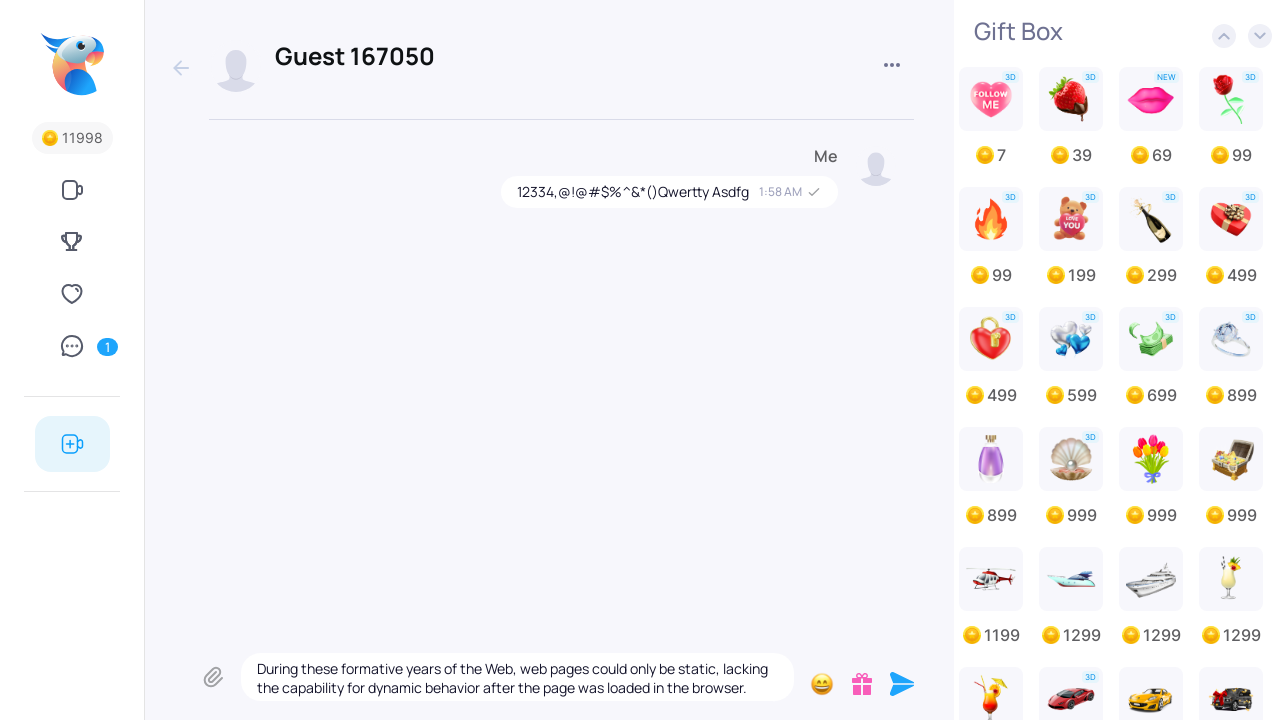 Guest 167050
Gift Box
11998
1
Me
12334,@!@#$%^&*()Qwertty Asdfg 1:58 AM
During these formative years of the Web, web pages could only be static, lacking
the capability for dynamic behavior after the page was loaded in the browser.
3D 3D NEW 3D
FOLLOW
ME
7 39 69 99
3D 3D 3D 3D
LOVE
YOU
99 199 299 499
3D 3D 3D 3D
499 599 699 899
3D
899 999 999 999
1199 1299 1299 1299
3D